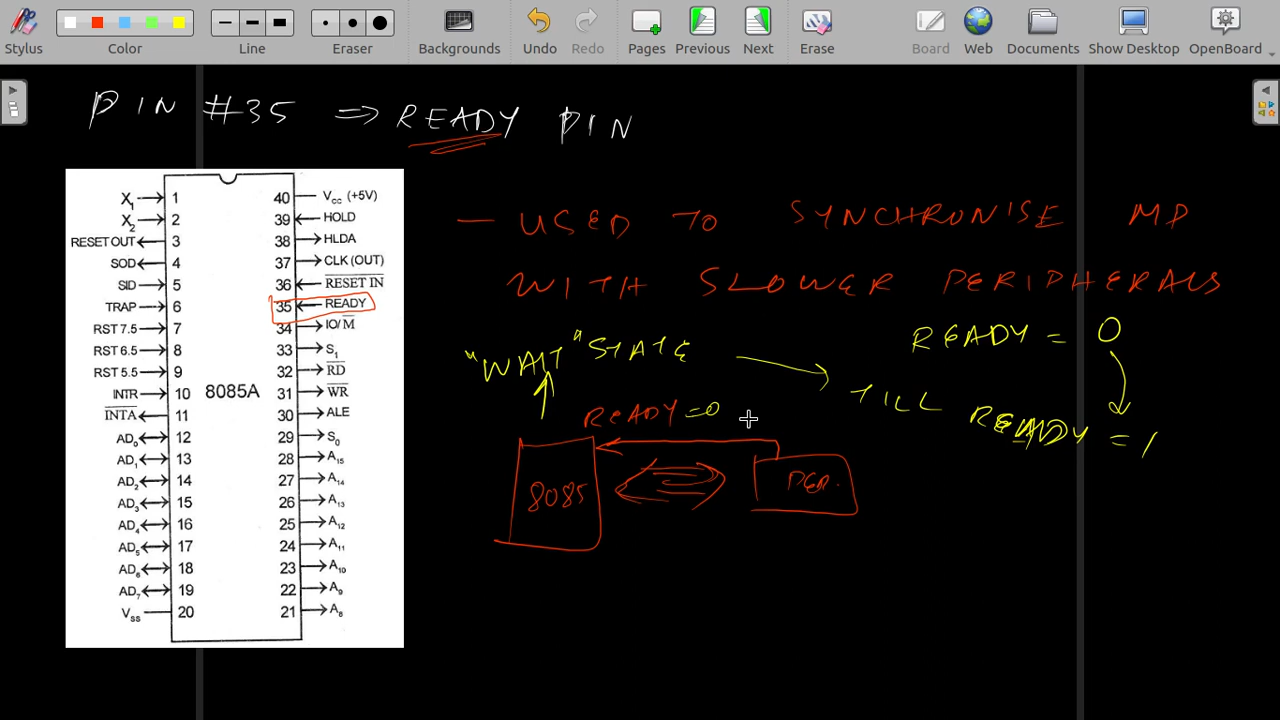 Stylus
Color
Line
Eraser
Backgrounds
Undo
Redo
Pages
Previous
Next
Erase
Board
Web
Documents
Show Desktop
OpenBoard
PIN #35 ⇒ READY PIN
X1 1
X2 2
RESET OUT 3
SOD 4
SID 5
TRAP 6
RST 7.5 7
RST 6.5 8
RST 5.5 9
INTR 10
INTA 11
AD0 12
AD1 13
AD2 14
AD3 15
AD4 16
AD5 17
AD6 18
AD7 19
VSS 20
8085A
40 VCC (+5V)
39 HOLD
38 HLDA
37 CLK (OUT)
36 RESET IN
35 READY
34 IO/M
33 S1
32 RD
31 WR
30 ALE
29 S0
28 A15
27 A14
26 A13
25 A12
24 A11
23 A10
22 A9
21 A8
— USED TO SYNCHRONISE MP
WITH SLOWER PERIPHERALS
"WAIT" STATE → TILL
READY = 0
READY = 1
READY = 0
8085
PER.